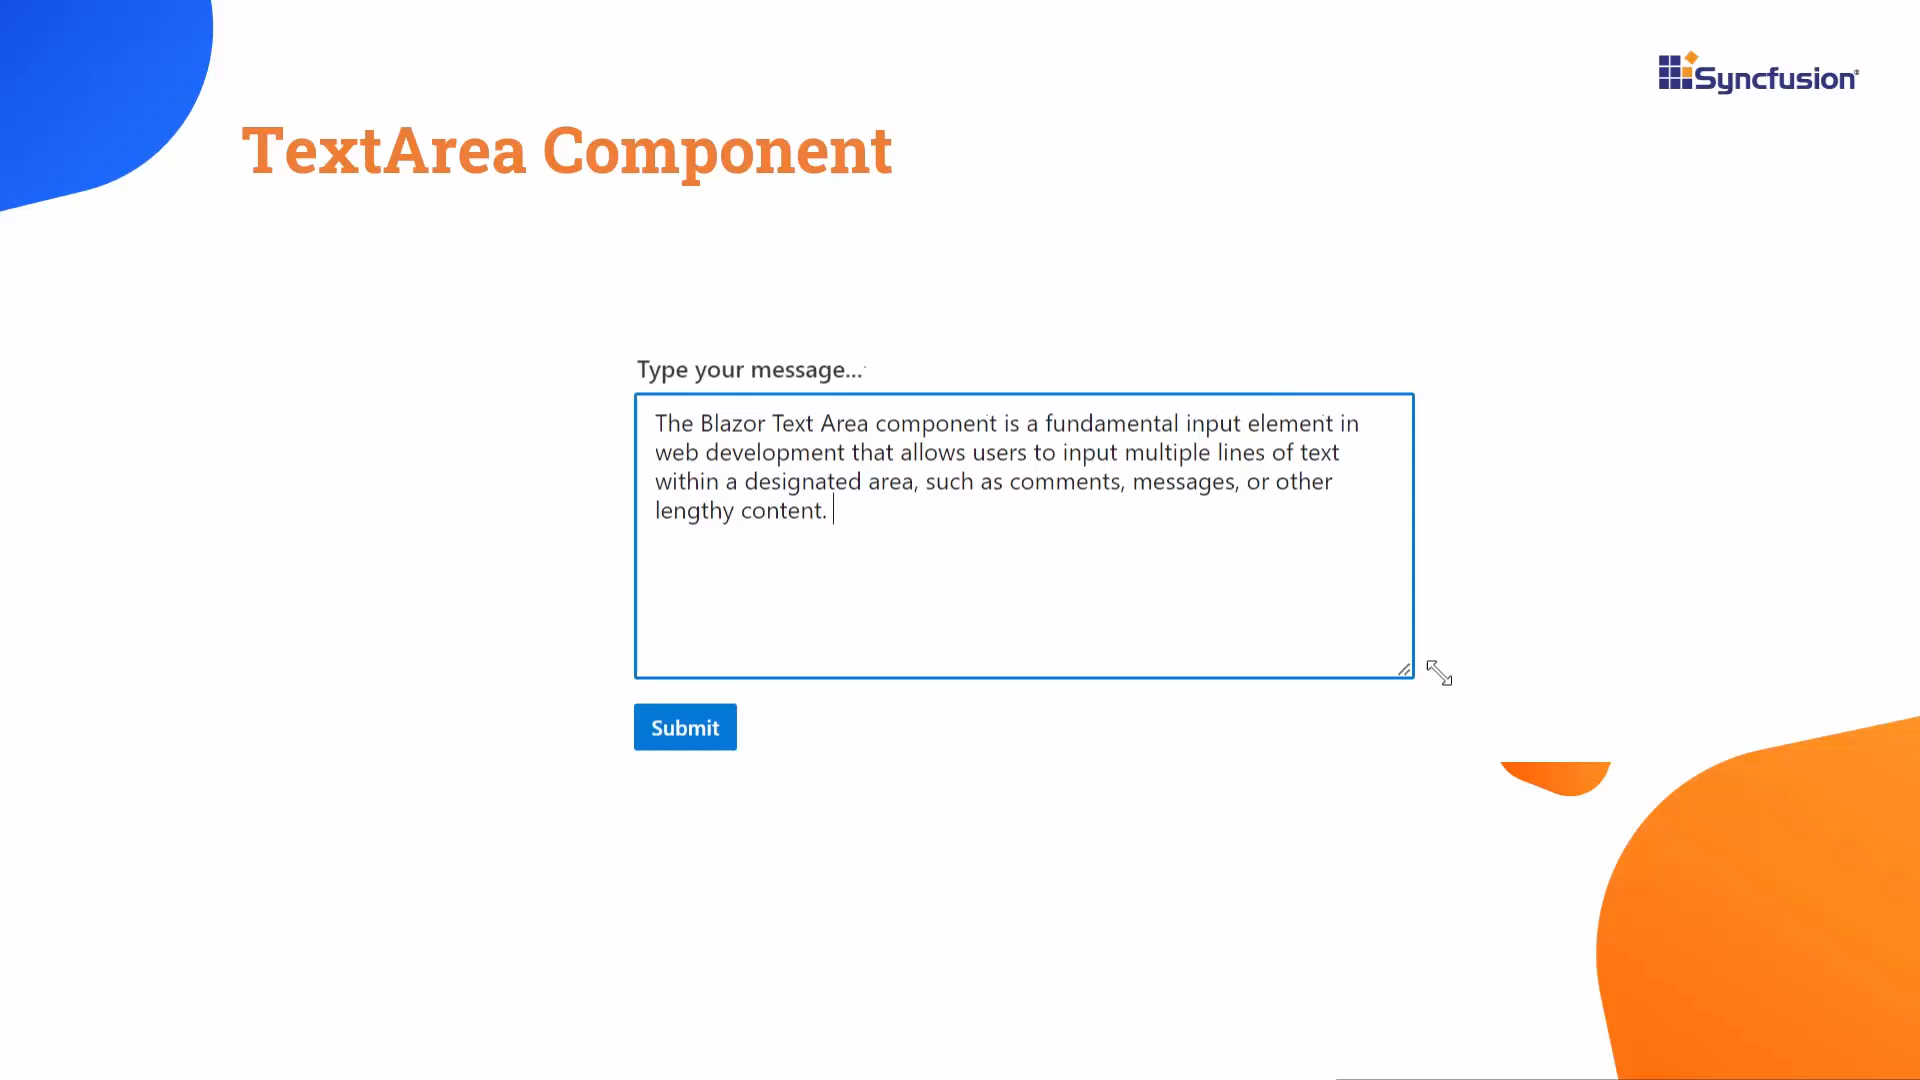 Syncfusion
TextArea Component
Type your message...
The Blazor Text Area component is a fundamental input element in
web development that allows users to input multiple lines of text
within a designated area, such as comments, messages, or other
lengthy content.
Submit